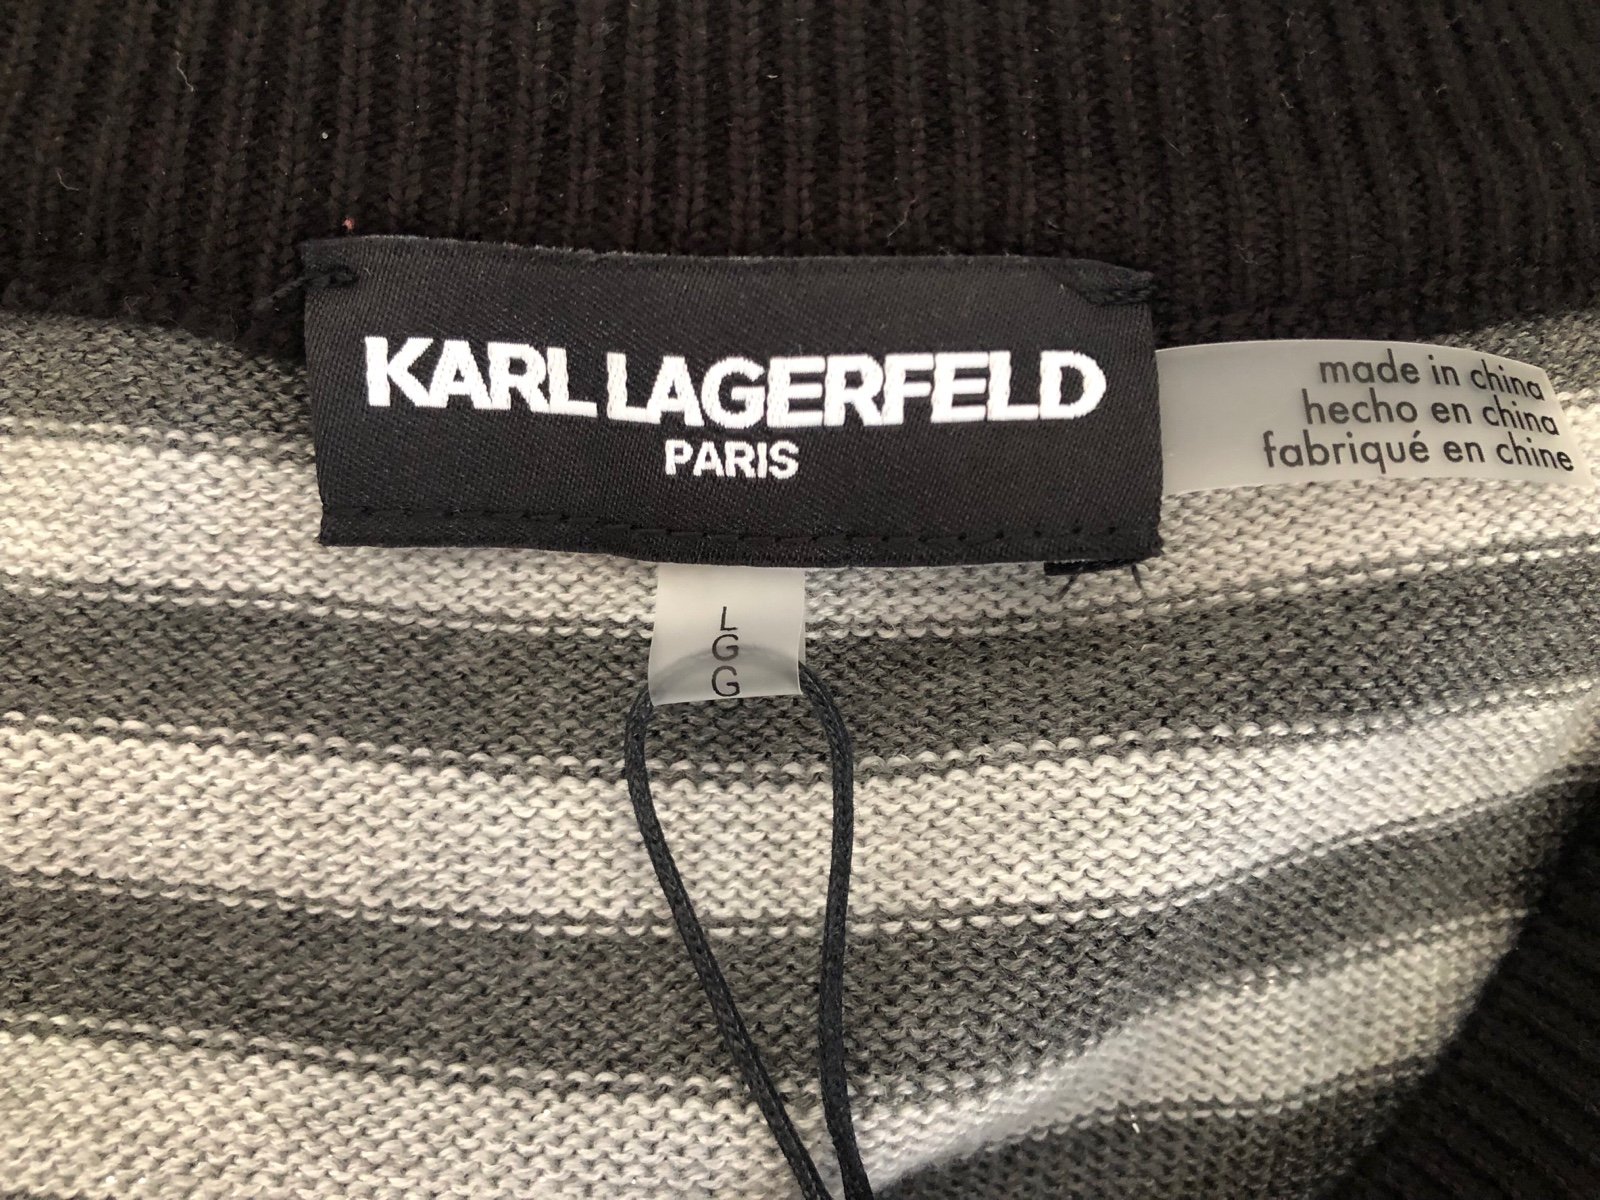 KARL LAGERFELD
PARIS
made in china
hecho en china
fabriqué en chine
L
G
G